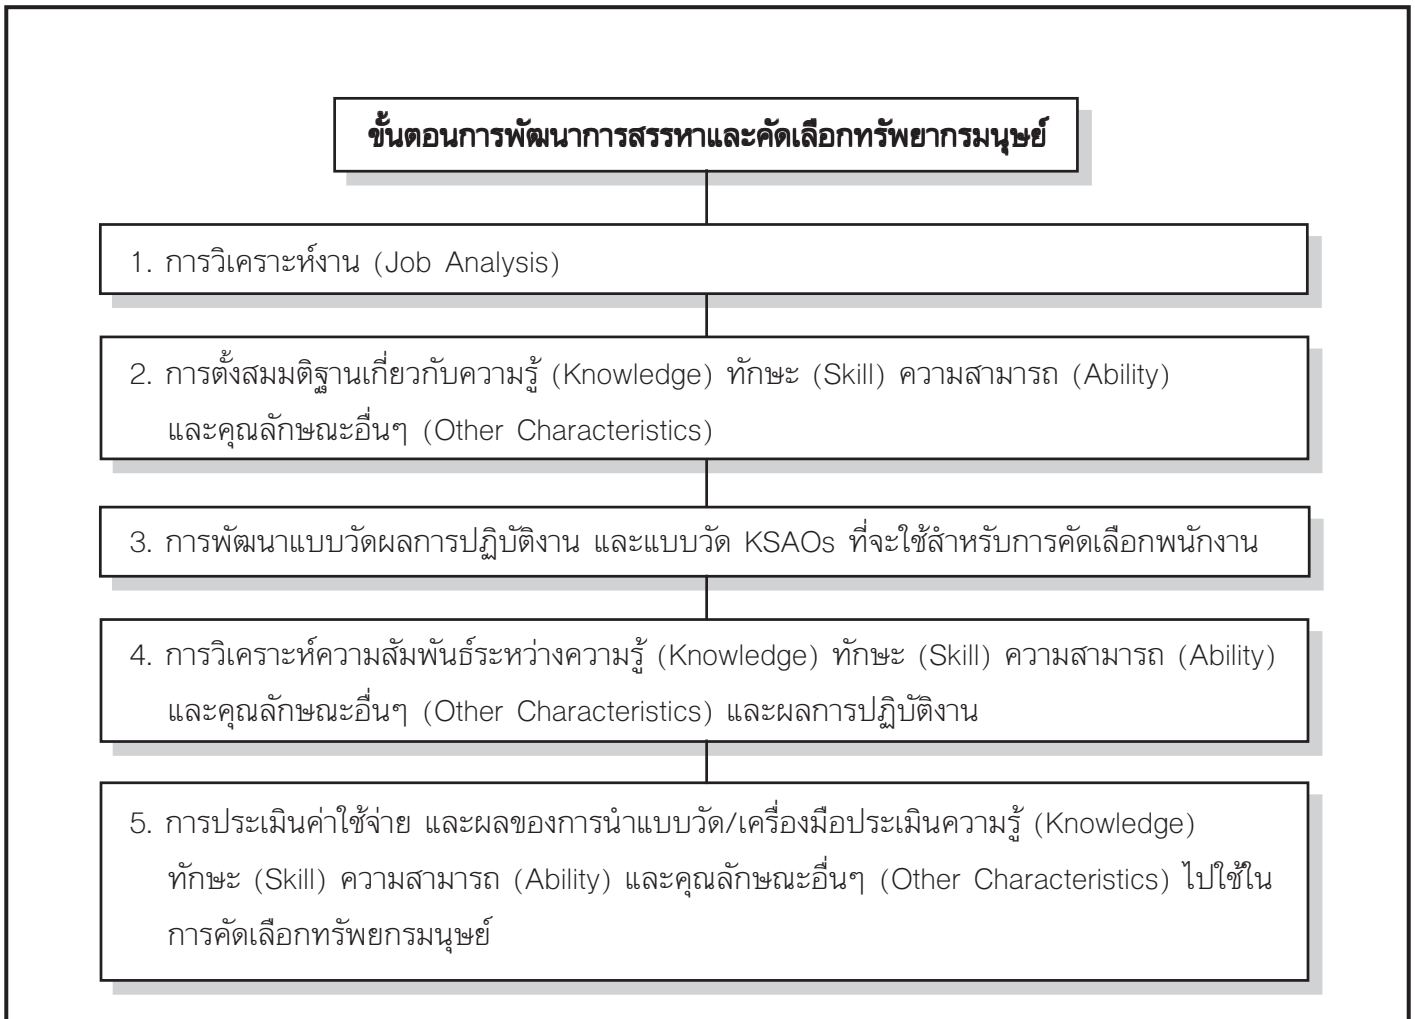 ขั้นตอนการพัฒนาการสรรหาและคัดเลือกทรัพยากรมนุษย์
1. การวิเคราะห์งาน (Job Analysis)
2. การตั้งสมมติฐานเกี่ยวกับความรู้ (Knowledge) ทักษะ (Skill) ความสามารถ (Ability)
และคุณลักษณะอื่นๆ (Other Characteristics)
3. การพัฒนาแบบวัดผลการปฏิบัติงาน และแบบวัด KSAOs ที่จะใช้สำหรับการคัดเลือกพนักงาน
4. การวิเคราะห์ความสัมพันธ์ระหว่างความรู้ (Knowledge) ทักษะ (Skill) ความสามารถ (Ability)
และคุณลักษณะอื่นๆ (Other Characteristics) และผลการปฏิบัติงาน
5. การประเมินค่าใช้จ่าย และผลของการนำแบบวัด/เครื่องมือประเมินความรู้ (Knowledge)
ทักษะ (Skill) ความสามารถ (Ability) และคุณลักษณะอื่นๆ (Other Characteristics) ไปใช้ใน
การคัดเลือกทรัพยกรมนุษย์